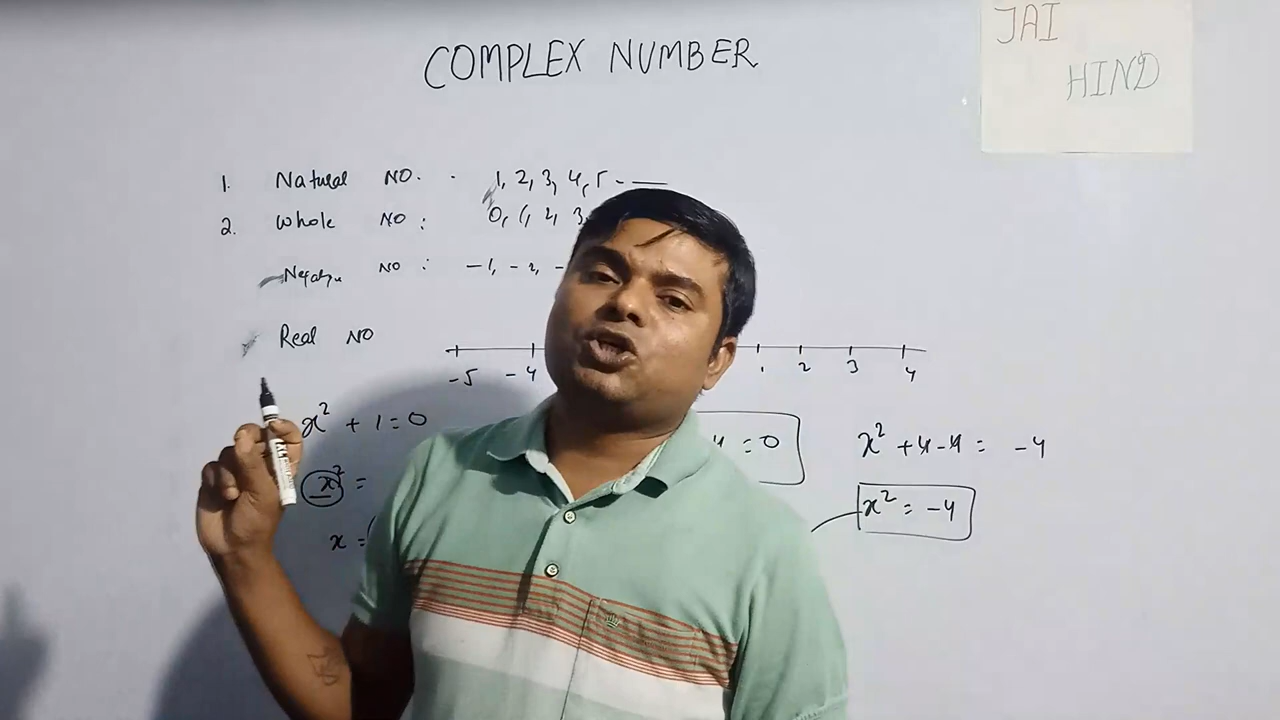 COMPLEX NUMBER
JAI
HIND
1. Natural NO. - 1, 2, 3, 4, 5 - —
2. Whole NO : 0, 1, 2, 3
Negative NO : -1, -2, -
Real NO
-5 -4 1 2 3 4
x² + 1 = 0
4 = 0
x² + 4 - 4 = -4
x² =
x² = -4
x =